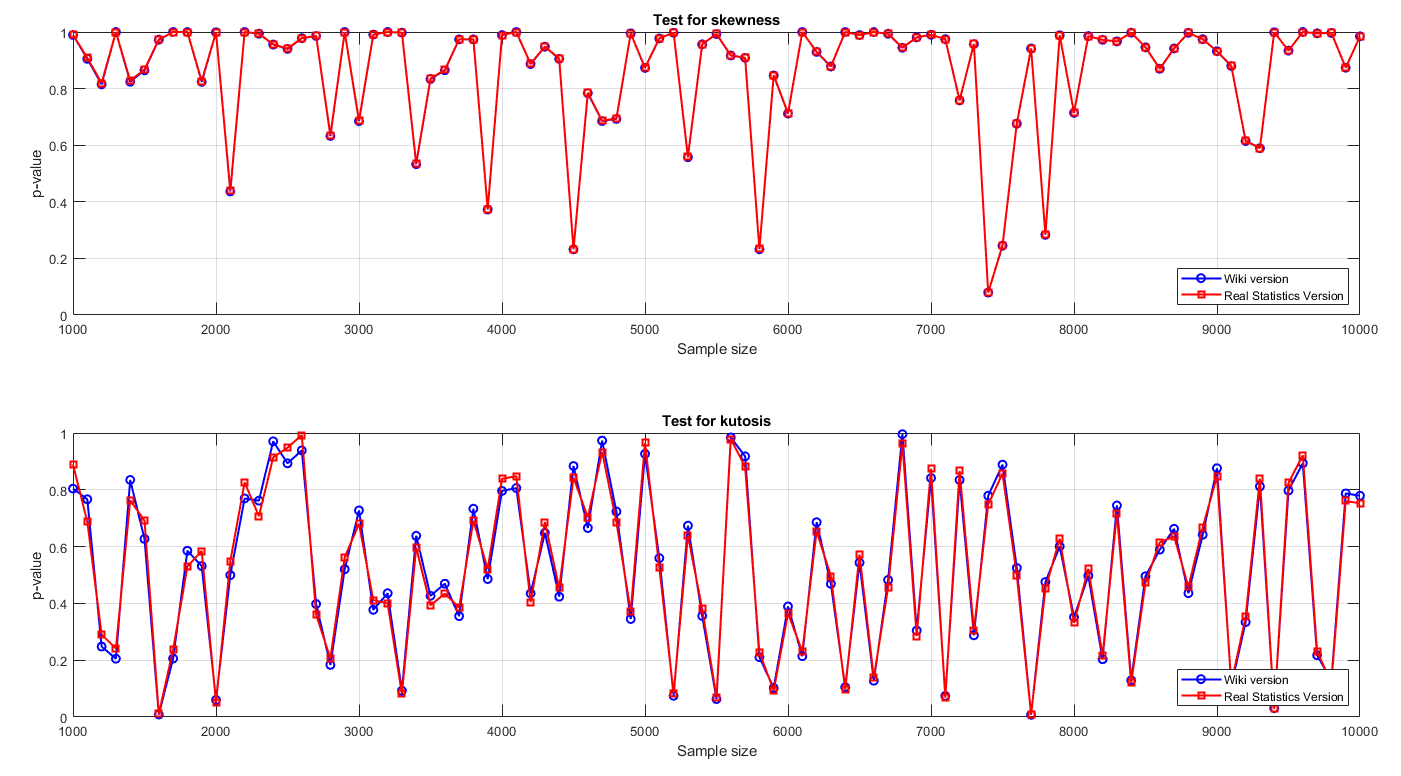 Test for skewness
1
0.8
0.6
0.4
0.2
0
p-value
1000 2000 3000 4000 5000 6000 7000 8000 9000 10000
Sample size
Wiki version
Real Statistics Version
Test for kutosis
1
0.8
0.6
0.4
0.2
0
p-value
1000 2000 3000 4000 5000 6000 7000 8000 9000 10000
Sample size
Wiki version
Real Statistics Version